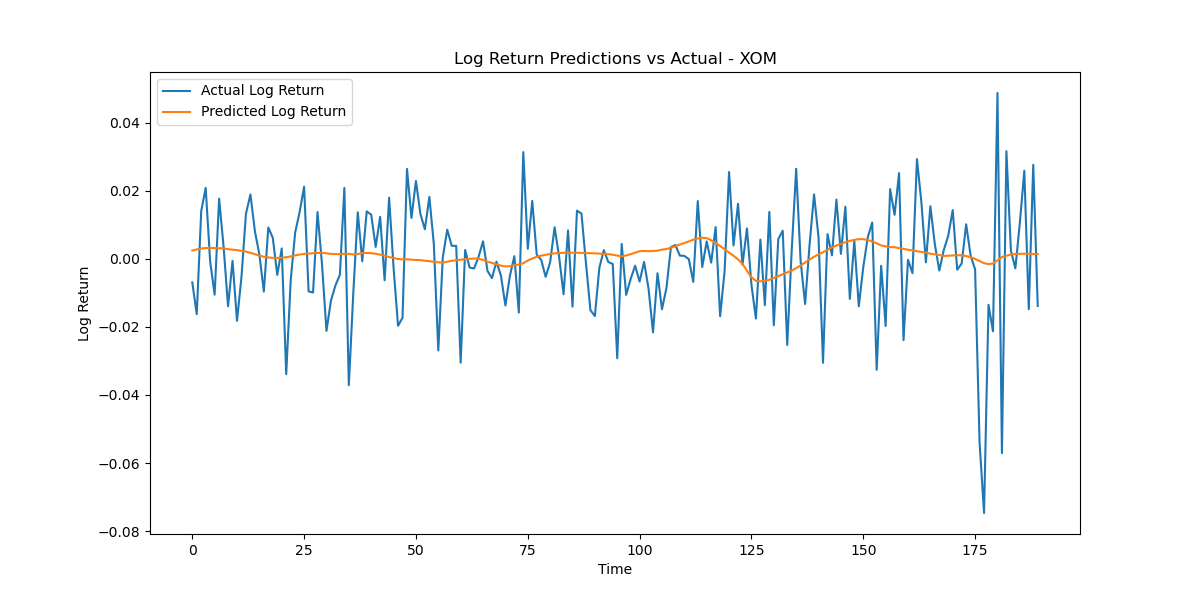 Log Return Predictions vs Actual - XOM
Actual Log Return
Predicted Log Return
Log Return
0.04
0.02
0.00
−0.02
−0.04
−0.06
−0.08
0 25 50 75 100 125 150 175
Time